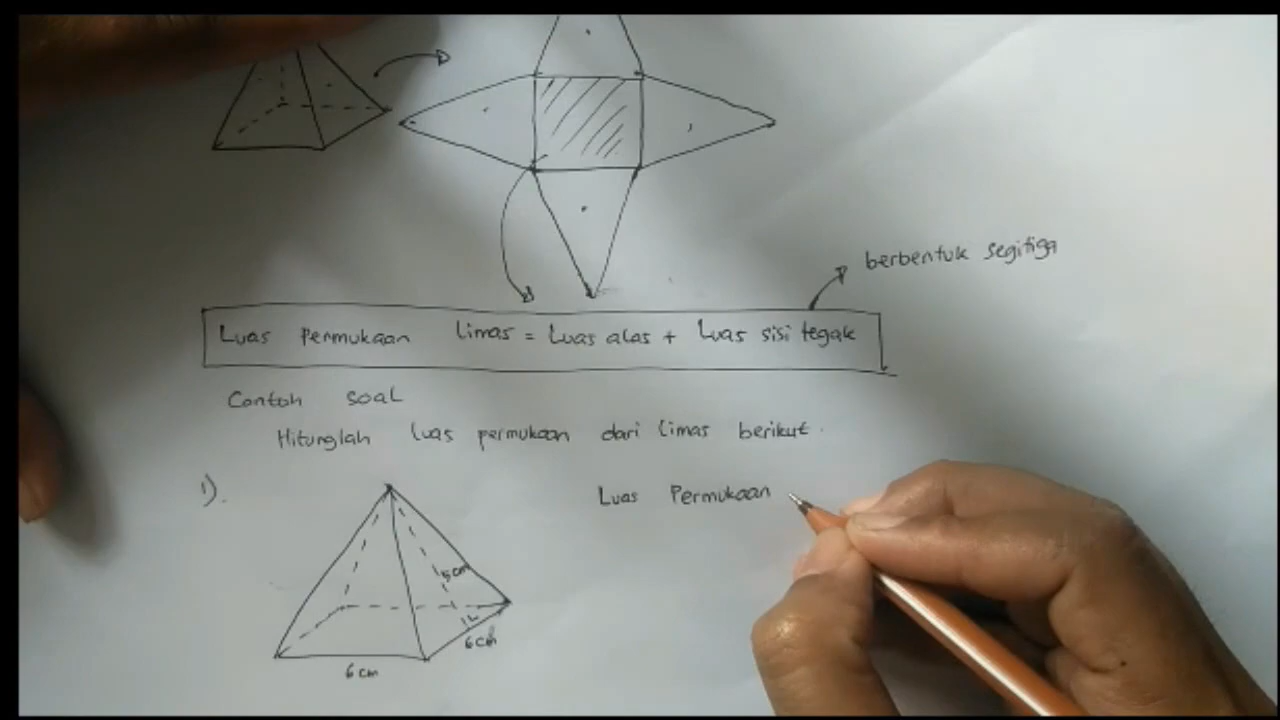 berbentuk segitiga
Luas Permukaan Limas = Luas alas + Luas sisi tegak
Contoh soal
Hitunglah luas permukaan dari limas berikut.
1).
Luas Permukaan
5cm
6cm
6cm